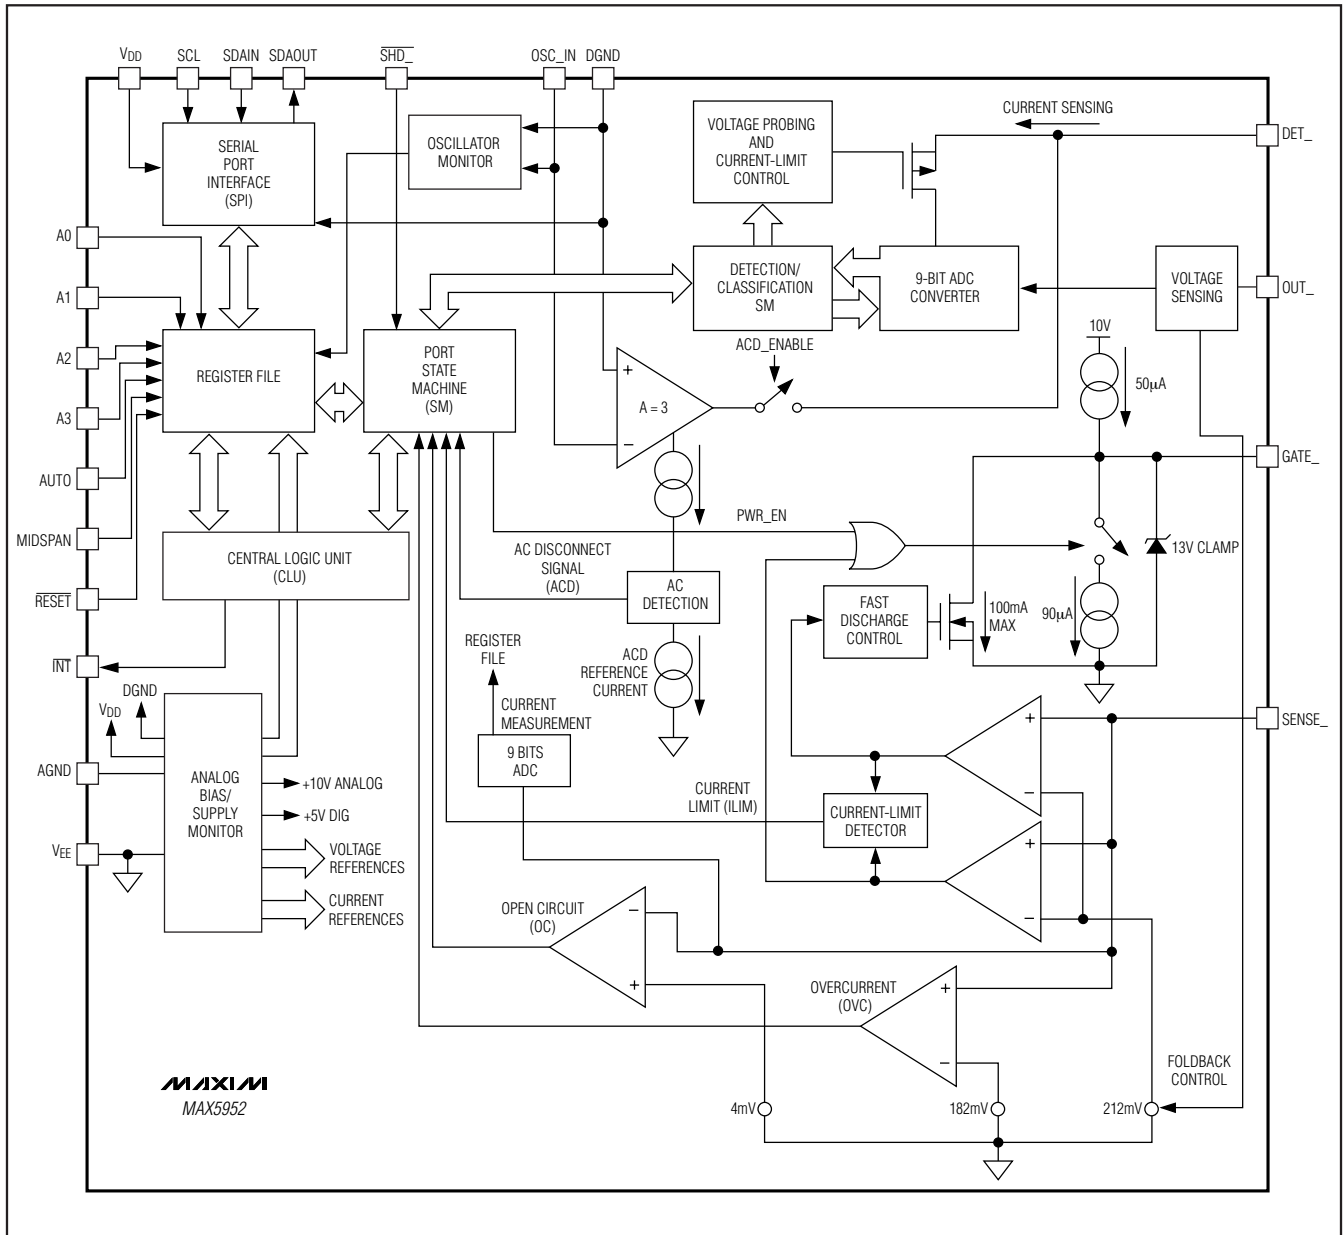 VDD
SCL
SDAIN
SDAOUT
SHD_
OSC_IN
DGND
CURRENT SENSING
DET_
SERIAL
PORT
INTERFACE
(SPI)
OSCILLATOR
MONITOR
VOLTAGE PROBING
AND
CURRENT-LIMIT
CONTROL
A0
A1
A2
A3
AUTO
MIDSPAN
RESET
INT
REGISTER FILE
PORT
STATE
MACHINE
(SM)
DETECTION/
CLASSIFICATION
SM
9-BIT ADC
CONVERTER
VOLTAGE
SENSING
OUT_
ACD_ENABLE
10V
50µA
+
A = 3
−
GATE_
PWR_EN
13V CLAMP
CENTRAL LOGIC UNIT
(CLU)
AC DISCONNECT
SIGNAL
(ACD)
AC
DETECTION
FAST
DISCHARGE
CONTROL
100mA
MAX
90µA
REGISTER
FILE
ACD
REFERENCE
CURRENT
CURRENT
MEASUREMENT
9 BITS
ADC
DGND
VDD
AGND
VEE
ANALOG
BIAS/
SUPPLY
MONITOR
+10V ANALOG
+5V DIG
VOLTAGE
REFERENCES
CURRENT
REFERENCES
SENSE_
+
−
CURRENT
LIMIT (ILIM)
CURRENT-LIMIT
DETECTOR
+
−
OPEN CIRCUIT
(OC)
−
+
OVERCURRENT
(OVC)
+
−
FOLDBACK
CONTROL
4mV
182mV
212mV
MAXIM
MAX5952